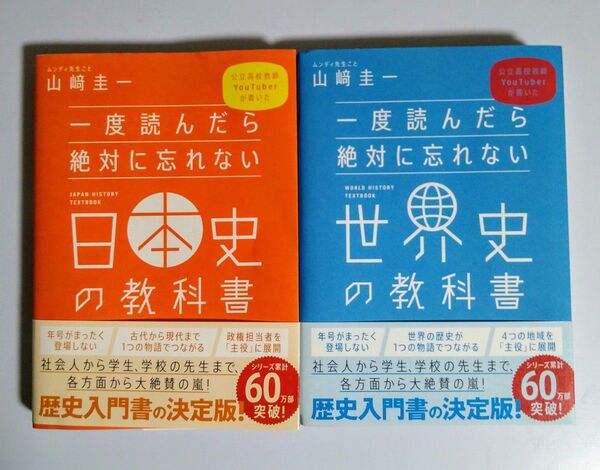 ムンディ先生こと
山﨑圭一
公立高校教師
YouTuber
が書いた
一度読んだら
絶対に忘れない
JAPAN HISTORY
TEXTBOOK
日本史
の教科書
年号がまったく
登場しない
古代から現代まで
1つの物語でつながる
政権担当者を
「主役」に展開
社会人から学生、学校の先生まで、
各方面から大絶賛の嵐!
歴史入門書の決定版!
シリーズ累計
60万部
突破!
ムンディ先生こと
山﨑圭一
公立高校教師
YouTuber
が書いた
一度読んだら
絶対に忘れない
WORLD HISTORY
TEXTBOOK
世界史
の教科書
年号がまったく
登場しない
世界の歴史が
1つの物語でつながる
4つの地域を
「主役」に展開
社会人から学生、学校の先生まで、
各方面から大絶賛の嵐!
歴史入門書の決定版!
シリーズ累計
60万部
突破!